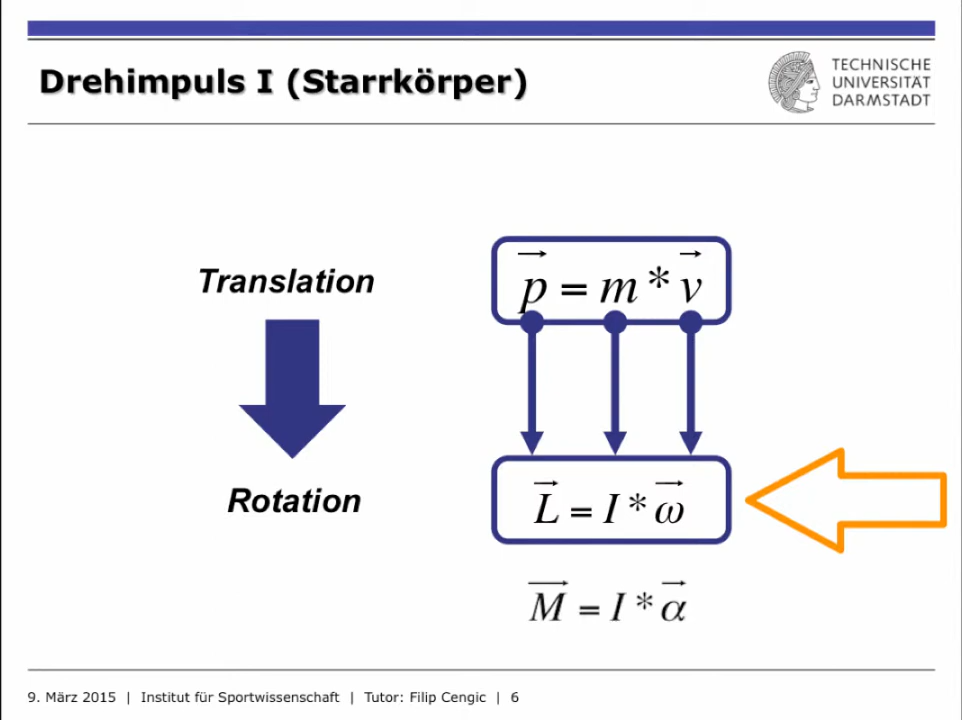 Drehimpuls I (Starrkörper)
TECHNISCHE
UNIVERSITÄT
DARMSTADT
Translation
p⃗ = m * v⃗
Rotation
L⃗ = I * ω⃗
M⃗ = I * α⃗
9. März 2015 | Institut für Sportwissenschaft | Tutor: Filip Cengic | 6